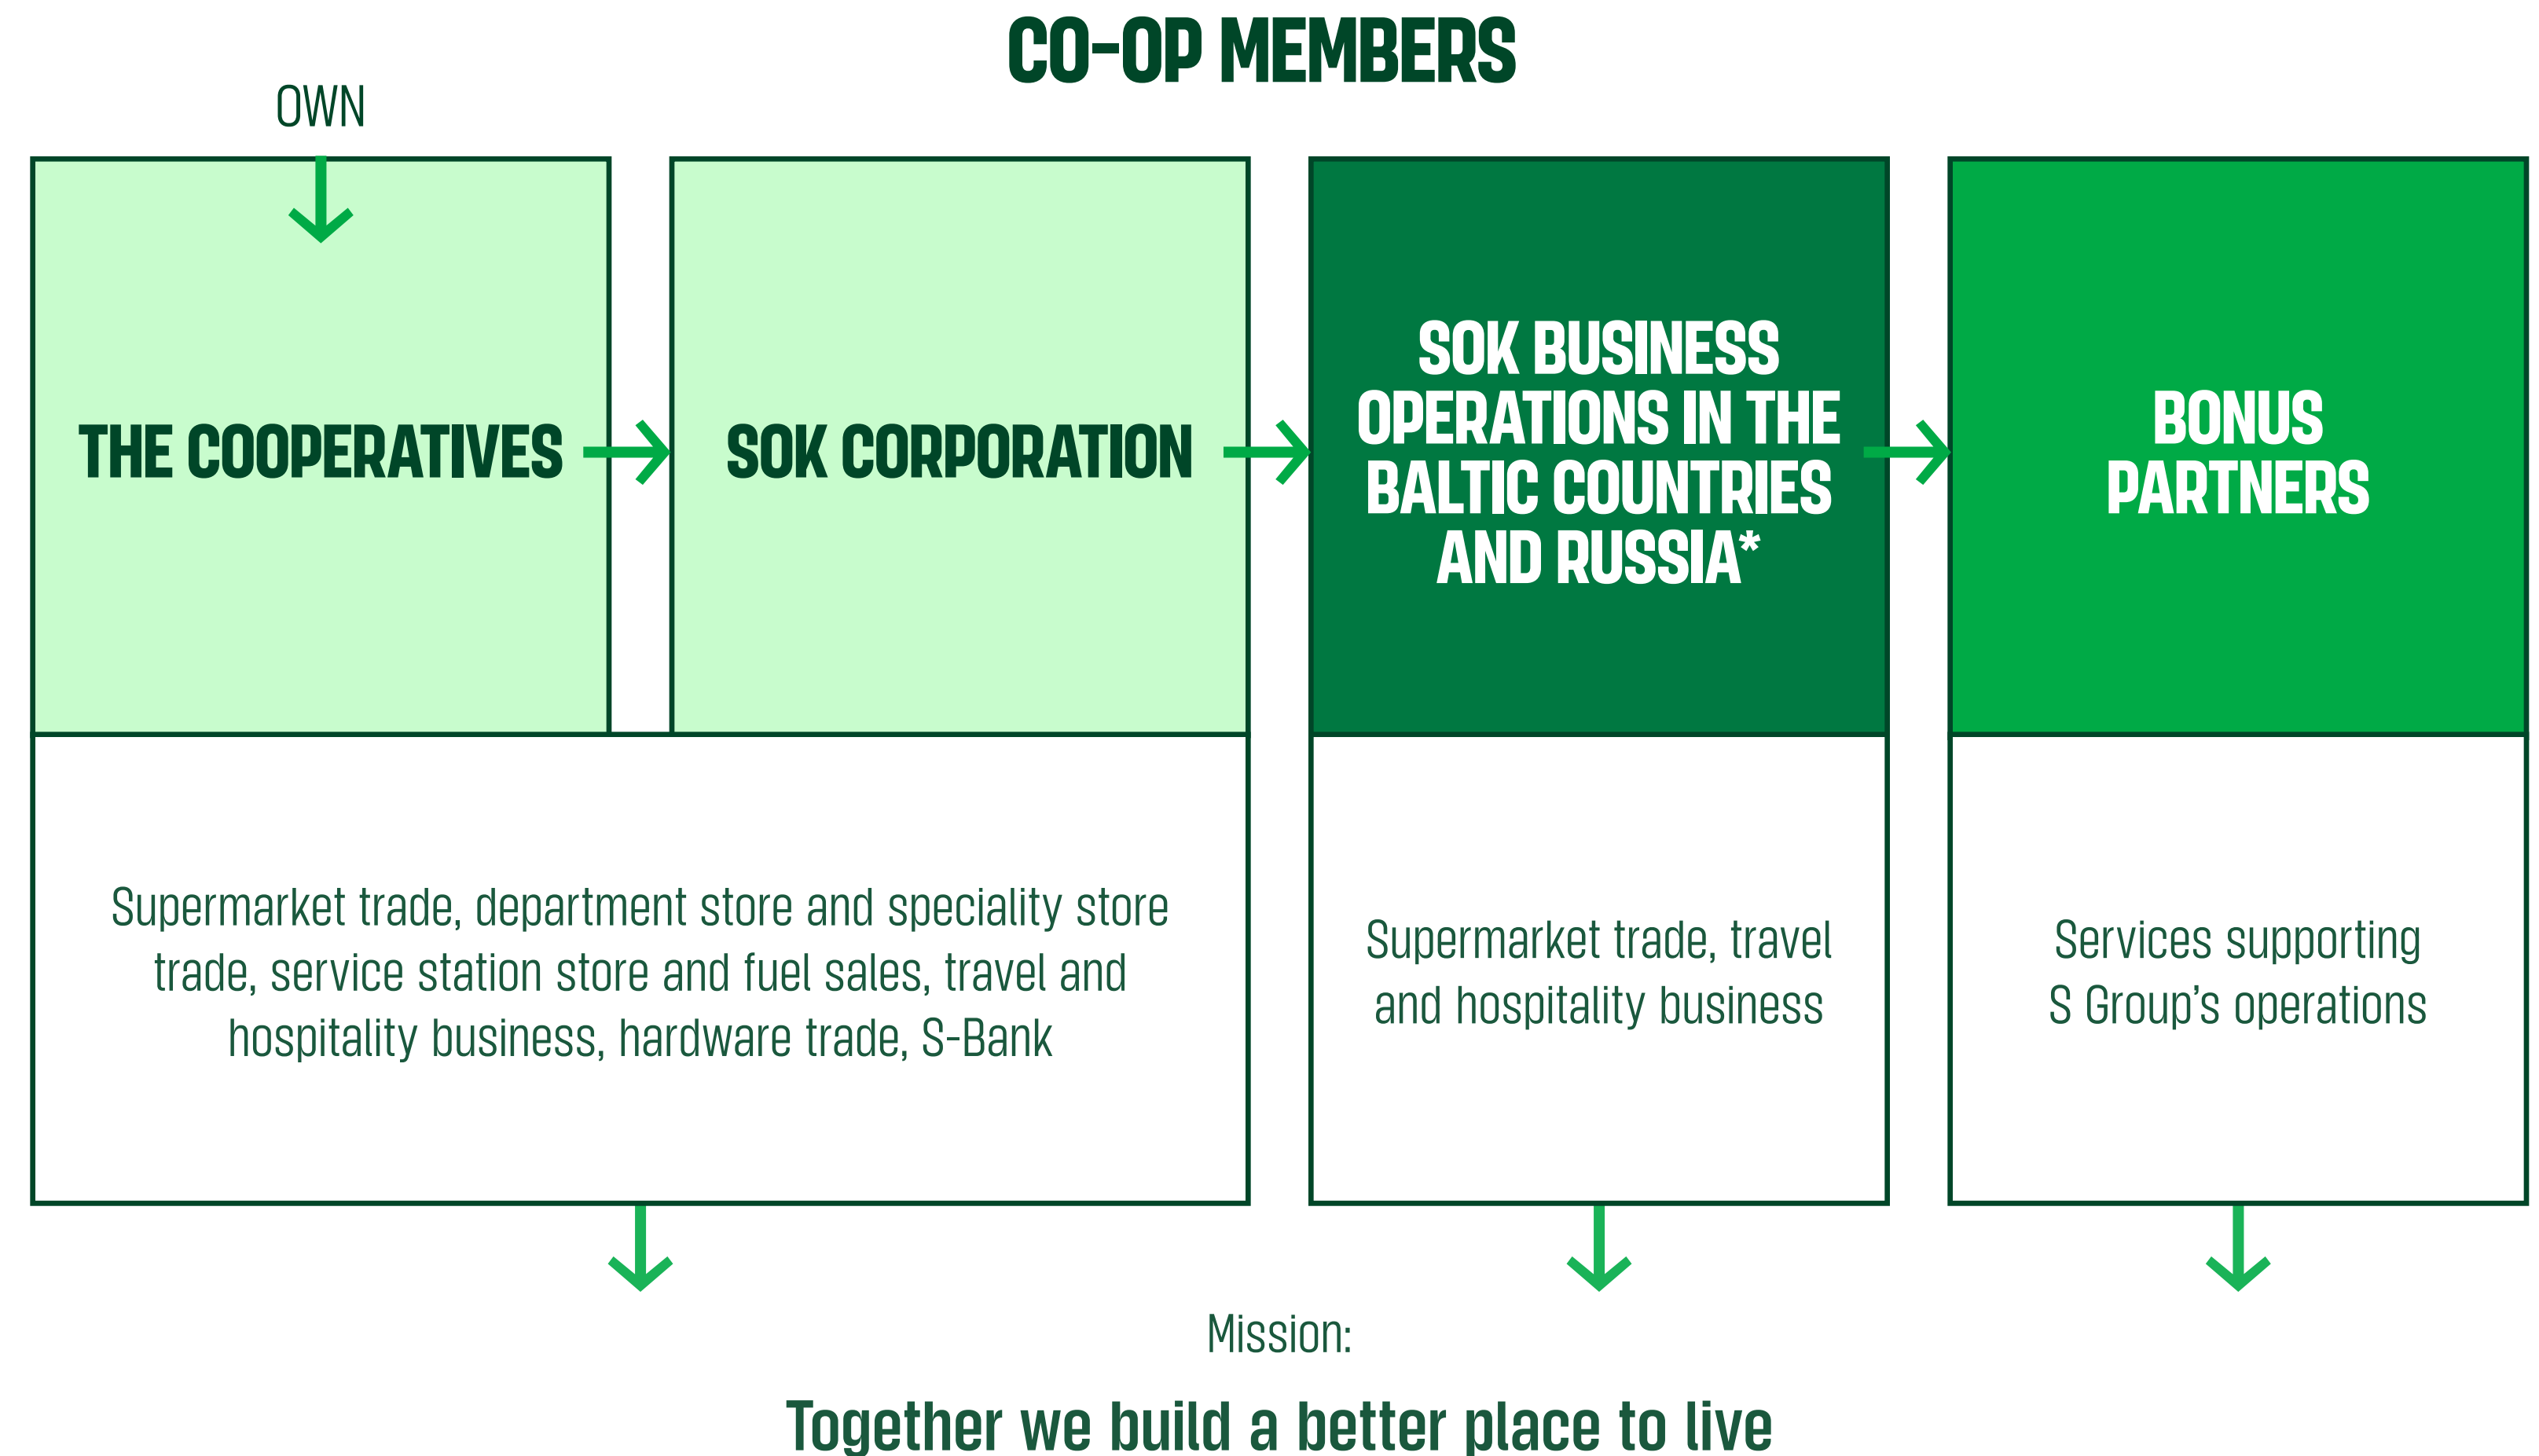 CO-OP MEMBERS
OWN
THE COOPERATIVES
SOK CORPORATION
SOK BUSINESS
OPERATIONS IN THE
BALTIC COUNTRIES
AND RUSSIA*
BONUS
PARTNERS
Supermarket trade, department store and speciality store
trade, service station store and fuel sales, travel and
hospitality business, hardware trade, S-Bank
Supermarket trade, travel
and hospitality business
Services supporting
S Group’s operations
Mission:
Together we build a better place to live